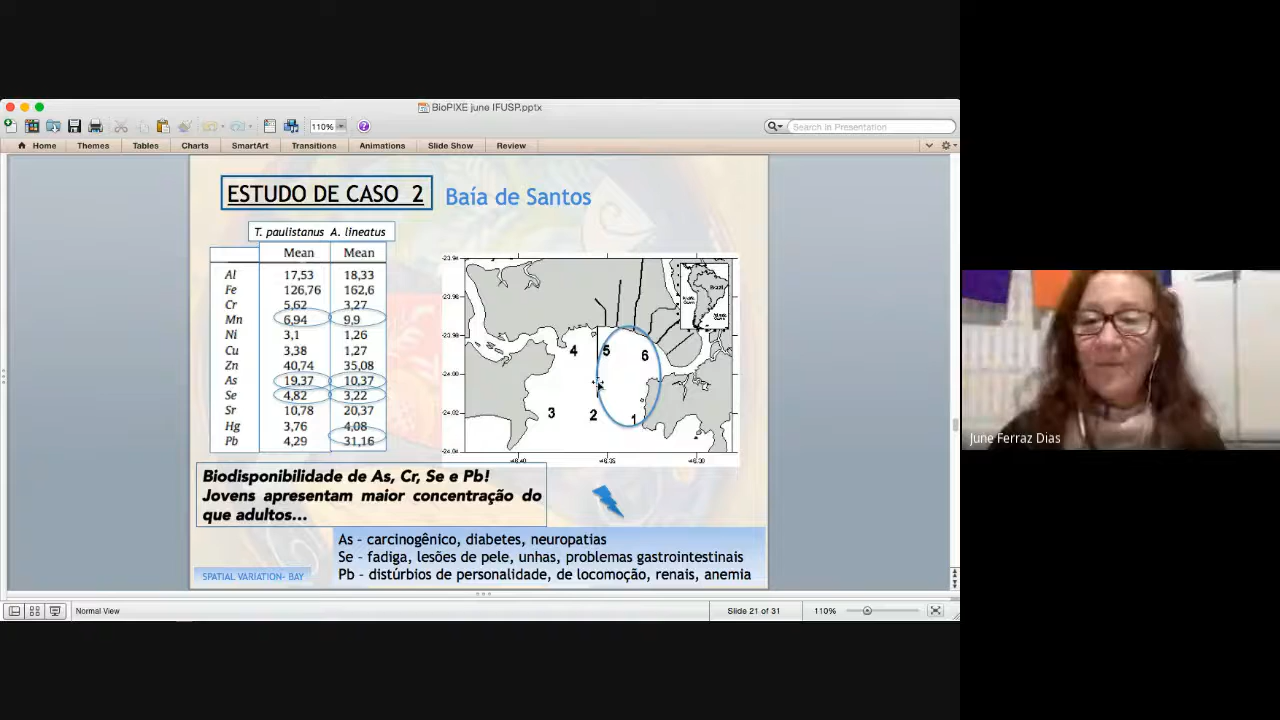 BioPIXE june IFUSP.pptx
110%
Search in Presentation
Home Themes Tables Charts SmartArt Transitions Animations Slide Show Review
ESTUDO DE CASO 2
Baía de Santos
T. paulistanus A. lineatus
Mean Mean
Al 17,53 18,33
Fe 126,76 162,6
Cr 5,62 3,27
Mn 6,94 9,9
Ni 3,1 1,26
Cu 3,38 1,27
Zn 40,74 35,08
As 19,37 10,37
Se 4,82 3,22
Sr 10,78 20,37
Hg 3,76 4,08
Pb 4,29 31,16
-23.98
-24.00
-24.02
Brazil
4 5 6
3 2 1
Biodisponibilidade de As, Cr, Se e Pb!
Jovens apresentam maior concentração do
que adultos...
As - carcinogênico, diabetes, neuropatias
Se - fadiga, lesões de pele, unhas, problemas gastrointestinais
Pb - distúrbios de personalidade, de locomoção, renais, anemia
SPATIAL VARIATION- BAY
Normal View
Slide 21 of 31
110%
June Ferraz Dias